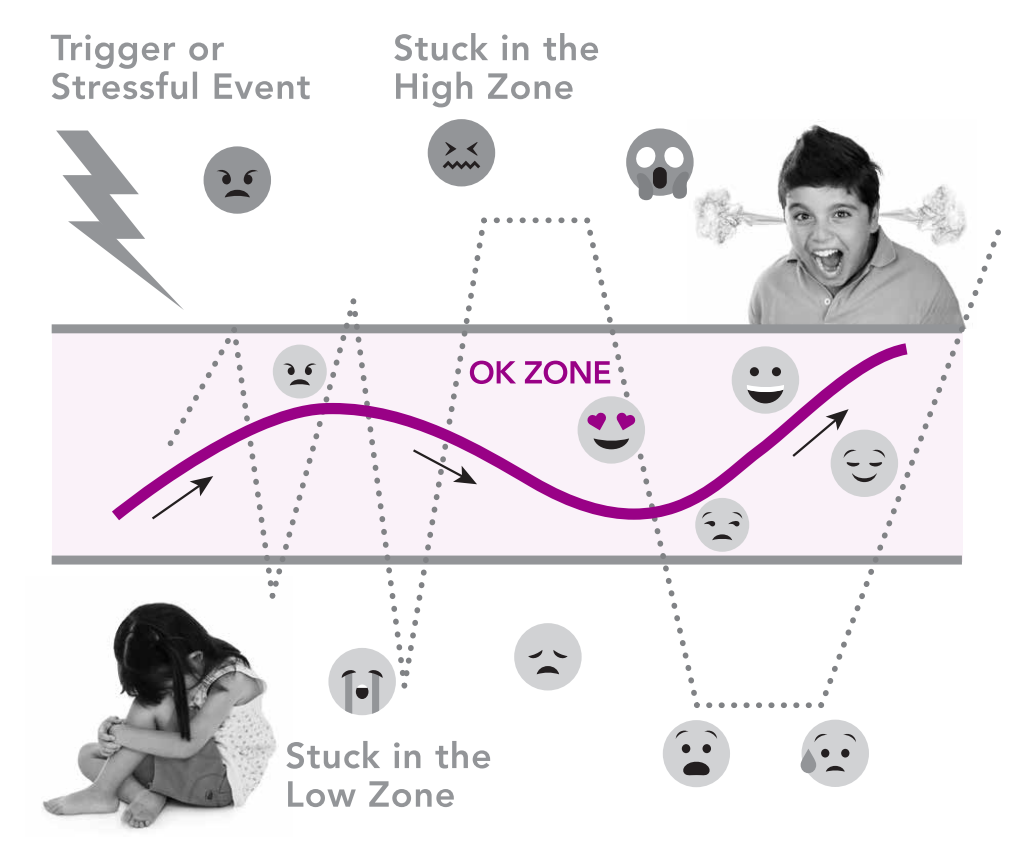 Trigger or
Stressful Event
Stuck in the
High Zone
OK ZONE
Stuck in the
Low Zone